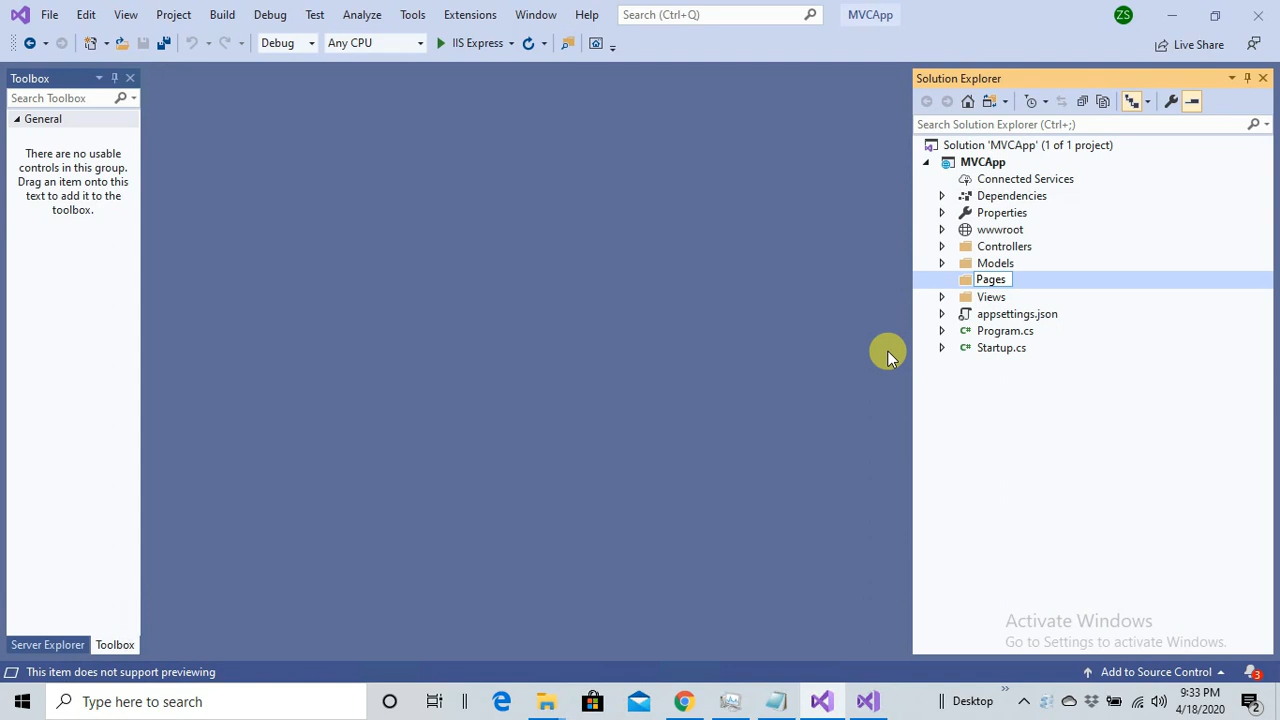 File Edit View Project Build Debug Test Analyze Tools Extensions Window Help Search (Ctrl+Q) MVCApp ZS
Debug Any CPU IIS Express Live Share
Toolbox
Search Toolbox
General
There are no usable
controls in this group.
Drag an item onto this
text to add it to the
toolbox.
Server Explorer Toolbox
Solution Explorer
Search Solution Explorer (Ctrl+;)
Solution 'MVCApp' (1 of 1 project)
MVCApp
Connected Services
Dependencies
Properties
wwwroot
Controllers
Models
Pages
Views
appsettings.json
C# Program.cs
C# Startup.cs
Activate Windows
Go to Settings to activate Windows.
This item does not support previewing Add to Source Control 3
Type here to search Desktop 9:33 PM
4/18/2020 2